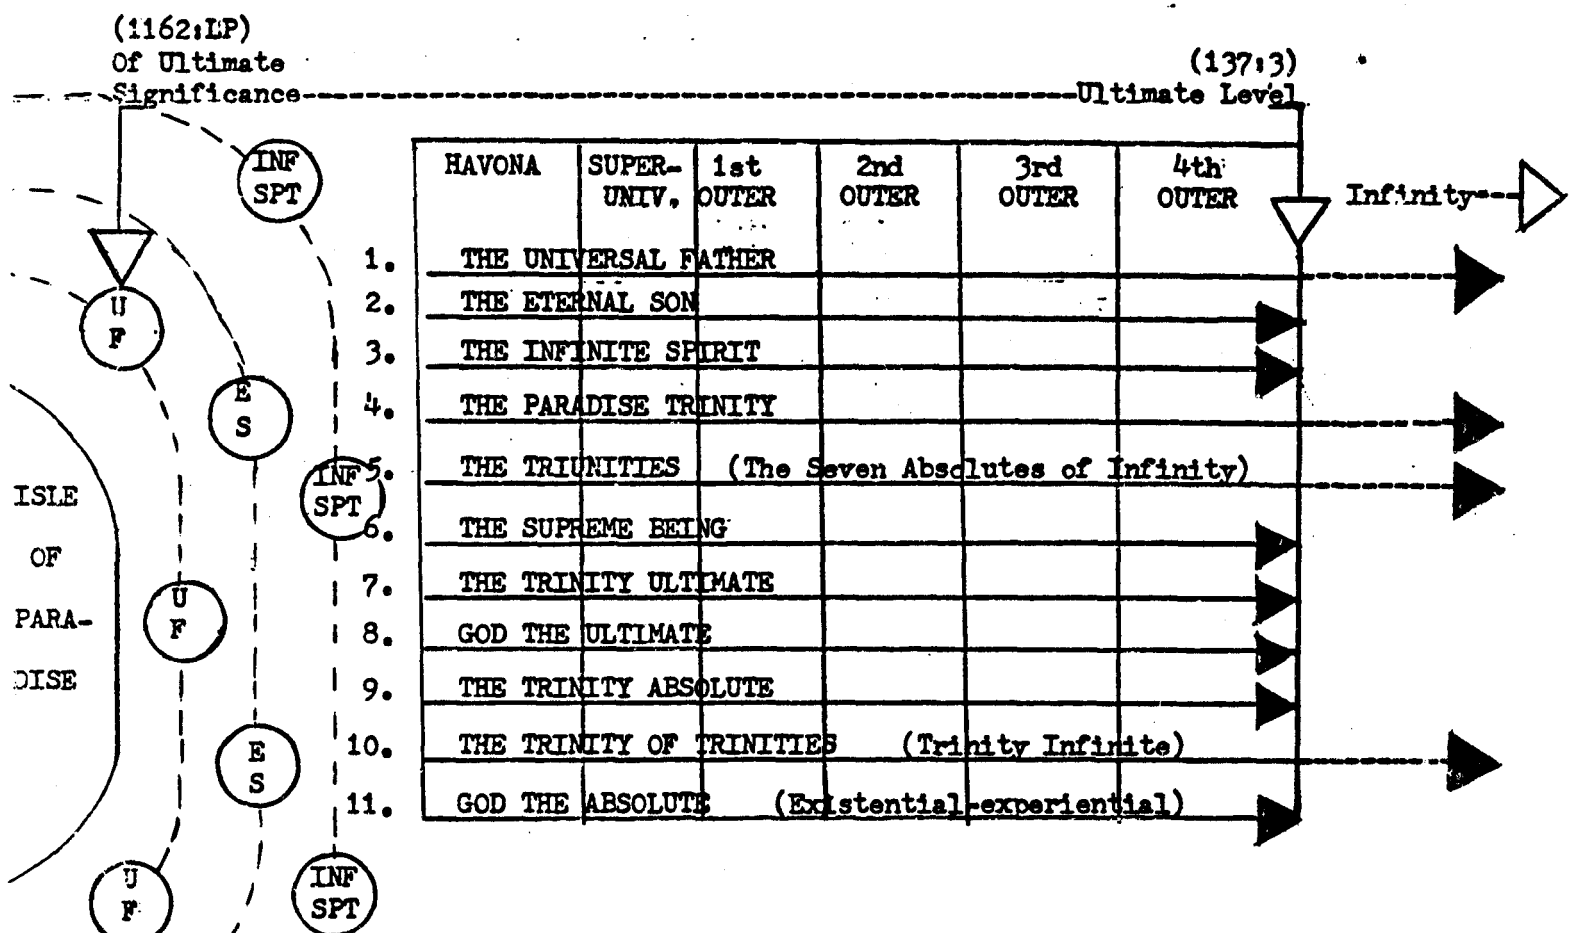 (1162:LP)
Of Ultimate
Significance
(137:3)
Ultimate Level
Infinity
HAVONA
SUPER-
UNIV.
1st
OUTER
2nd
OUTER
3rd
OUTER
4th
OUTER
1. THE UNIVERSAL FATHER
2. THE ETERNAL SON
3. THE INFINITE SPIRIT
4. THE PARADISE TRINITY
5. THE TRIUNITIES (The Seven Absolutes of Infinity)
6. THE SUPREME BEING
7. THE TRINITY ULTIMATE
8. GOD THE ULTIMATE
9. THE TRINITY ABSOLUTE
10. THE TRINITY OF TRINITIES (Trinity Infinite)
11. GOD THE ABSOLUTE (Existential-experiential)
INF
SPT
U
F
E
S
INF
SPT
ISLE
OF
PARA-
DISE
U
F
E
S
U
F
INF
SPT